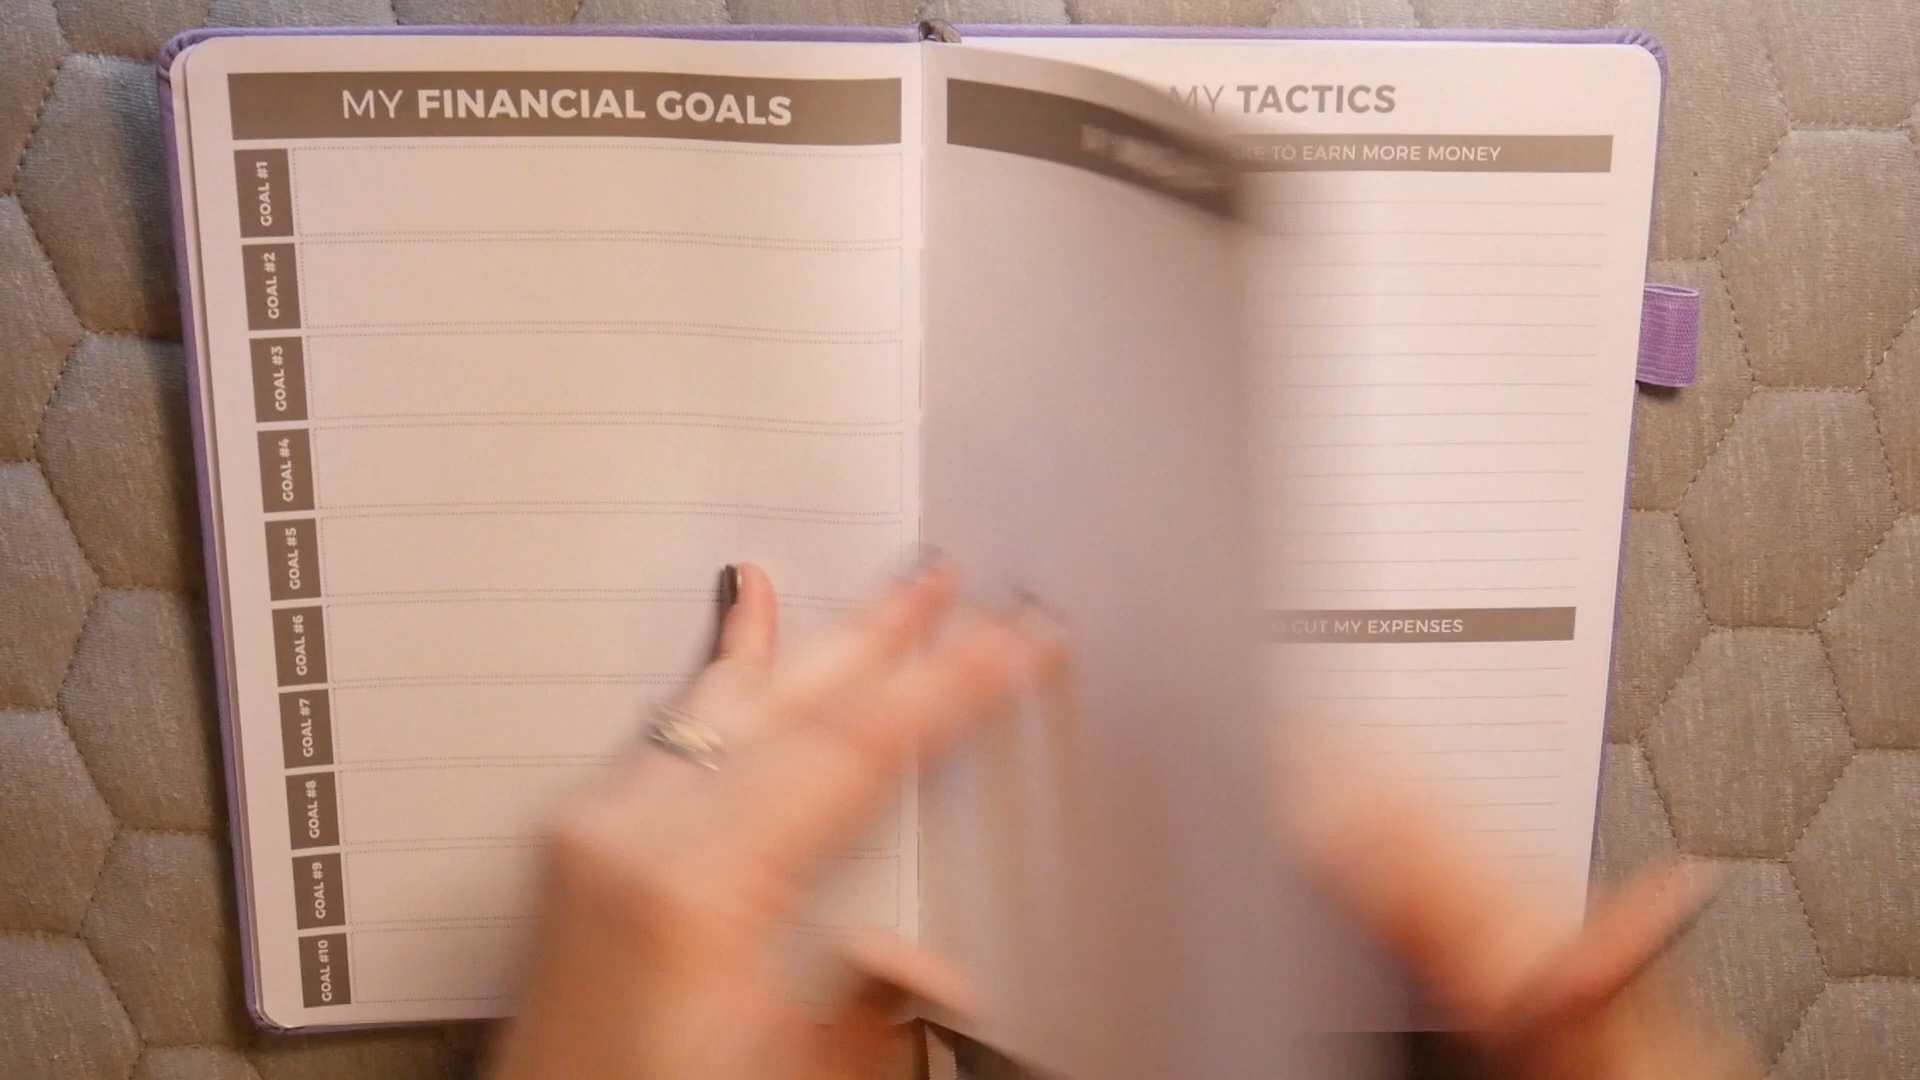 MY FINANCIAL GOALS
GOAL #1
GOAL #2
GOAL #3
GOAL #4
GOAL #5
GOAL #6
GOAL #7
GOAL #8
GOAL #9
GOAL #10
MY TACTICS
TO EARN MORE MONEY
CUT MY EXPENSES